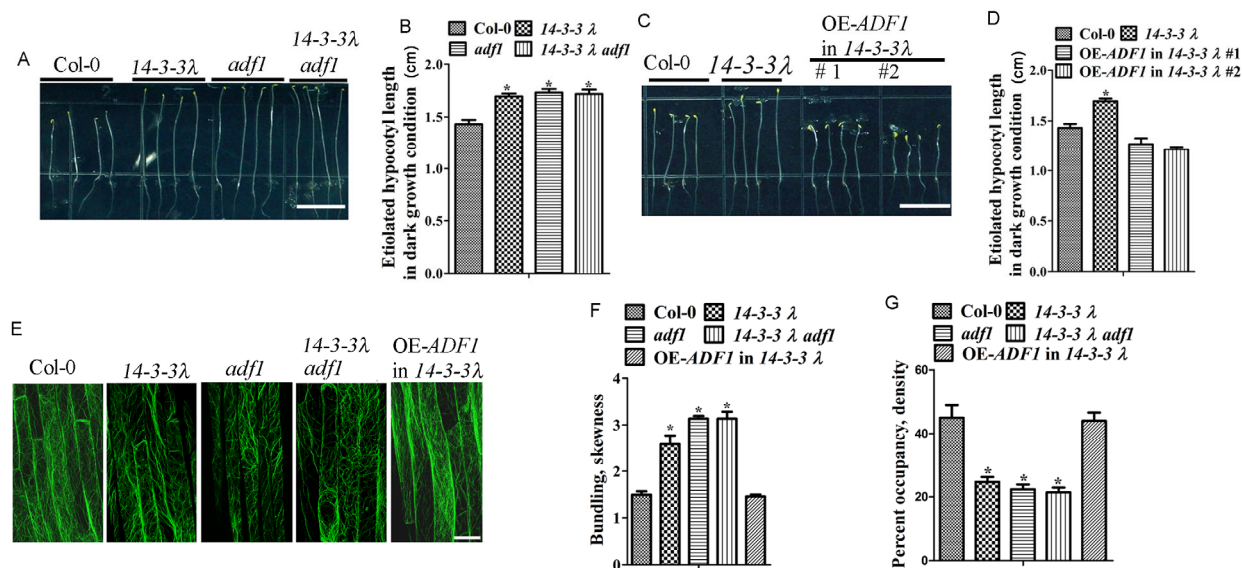 A
Col-0
14-3-3λ
adf1
14-3-3λ
adf1
B
Col-0
14-3-3 λ
adf1
14-3-3 λ adf1
Etiolated hypocotyl length
in dark growth condition (cm)
2.0
1.5
1.0
0.5
0.0
*
*
*
C
Col-0
14-3-3λ
OE-ADF1
in 14-3-3λ
# 1
#2
D
Col-0
14-3-3 λ
OE-ADF1 in 14-3-3 λ #1
OE-ADF1 in 14-3-3 λ #2
Etiolated hypocotyl length
in dark growth condition (cm)
2.0
1.5
1.0
0.5
0.0
*
E
Col-0
14-3-3λ
adf1
14-3-3λ
adf1
OE-ADF1
in 14-3-3λ
F
Col-0
14-3-3 λ
adf1
14-3-3 λ adf1
OE-ADF1 in 14-3-3 λ
Bundling, skewness
4
3
2
1
0
*
*
*
G
Col-0
14-3-3 λ
adf1
14-3-3 λ adf1
OE-ADF1 in 14-3-3 λ
Percent occupancy, density
60
40
20
0
*
*
*